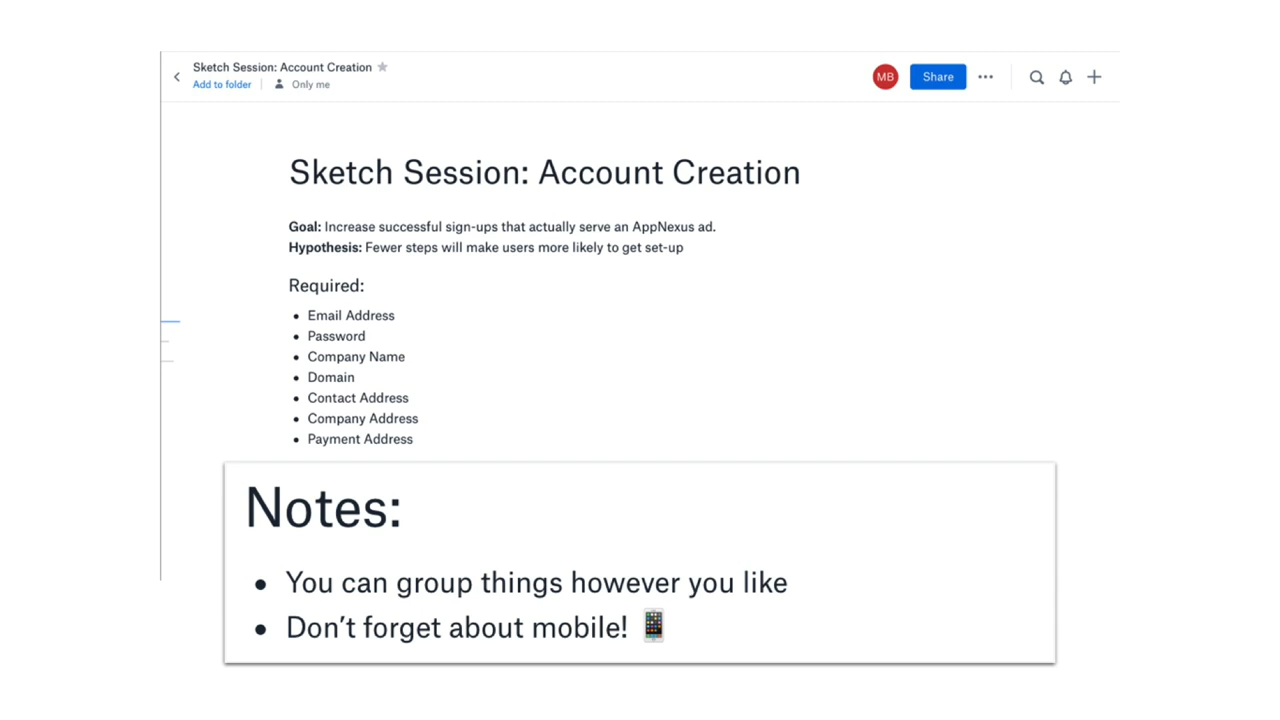 Sketch Session: Account Creation
Add to folder
Only me
MB
Share
Sketch Session: Account Creation
Goal: Increase successful sign-ups that actually serve an AppNexus ad.
Hypothesis: Fewer steps will make users more likely to get set-up
Required:
• Email Address
• Password
• Company Name
• Domain
• Contact Address
• Company Address
• Payment Address
Notes:
• You can group things however you like
• Don’t forget about mobile! 📱